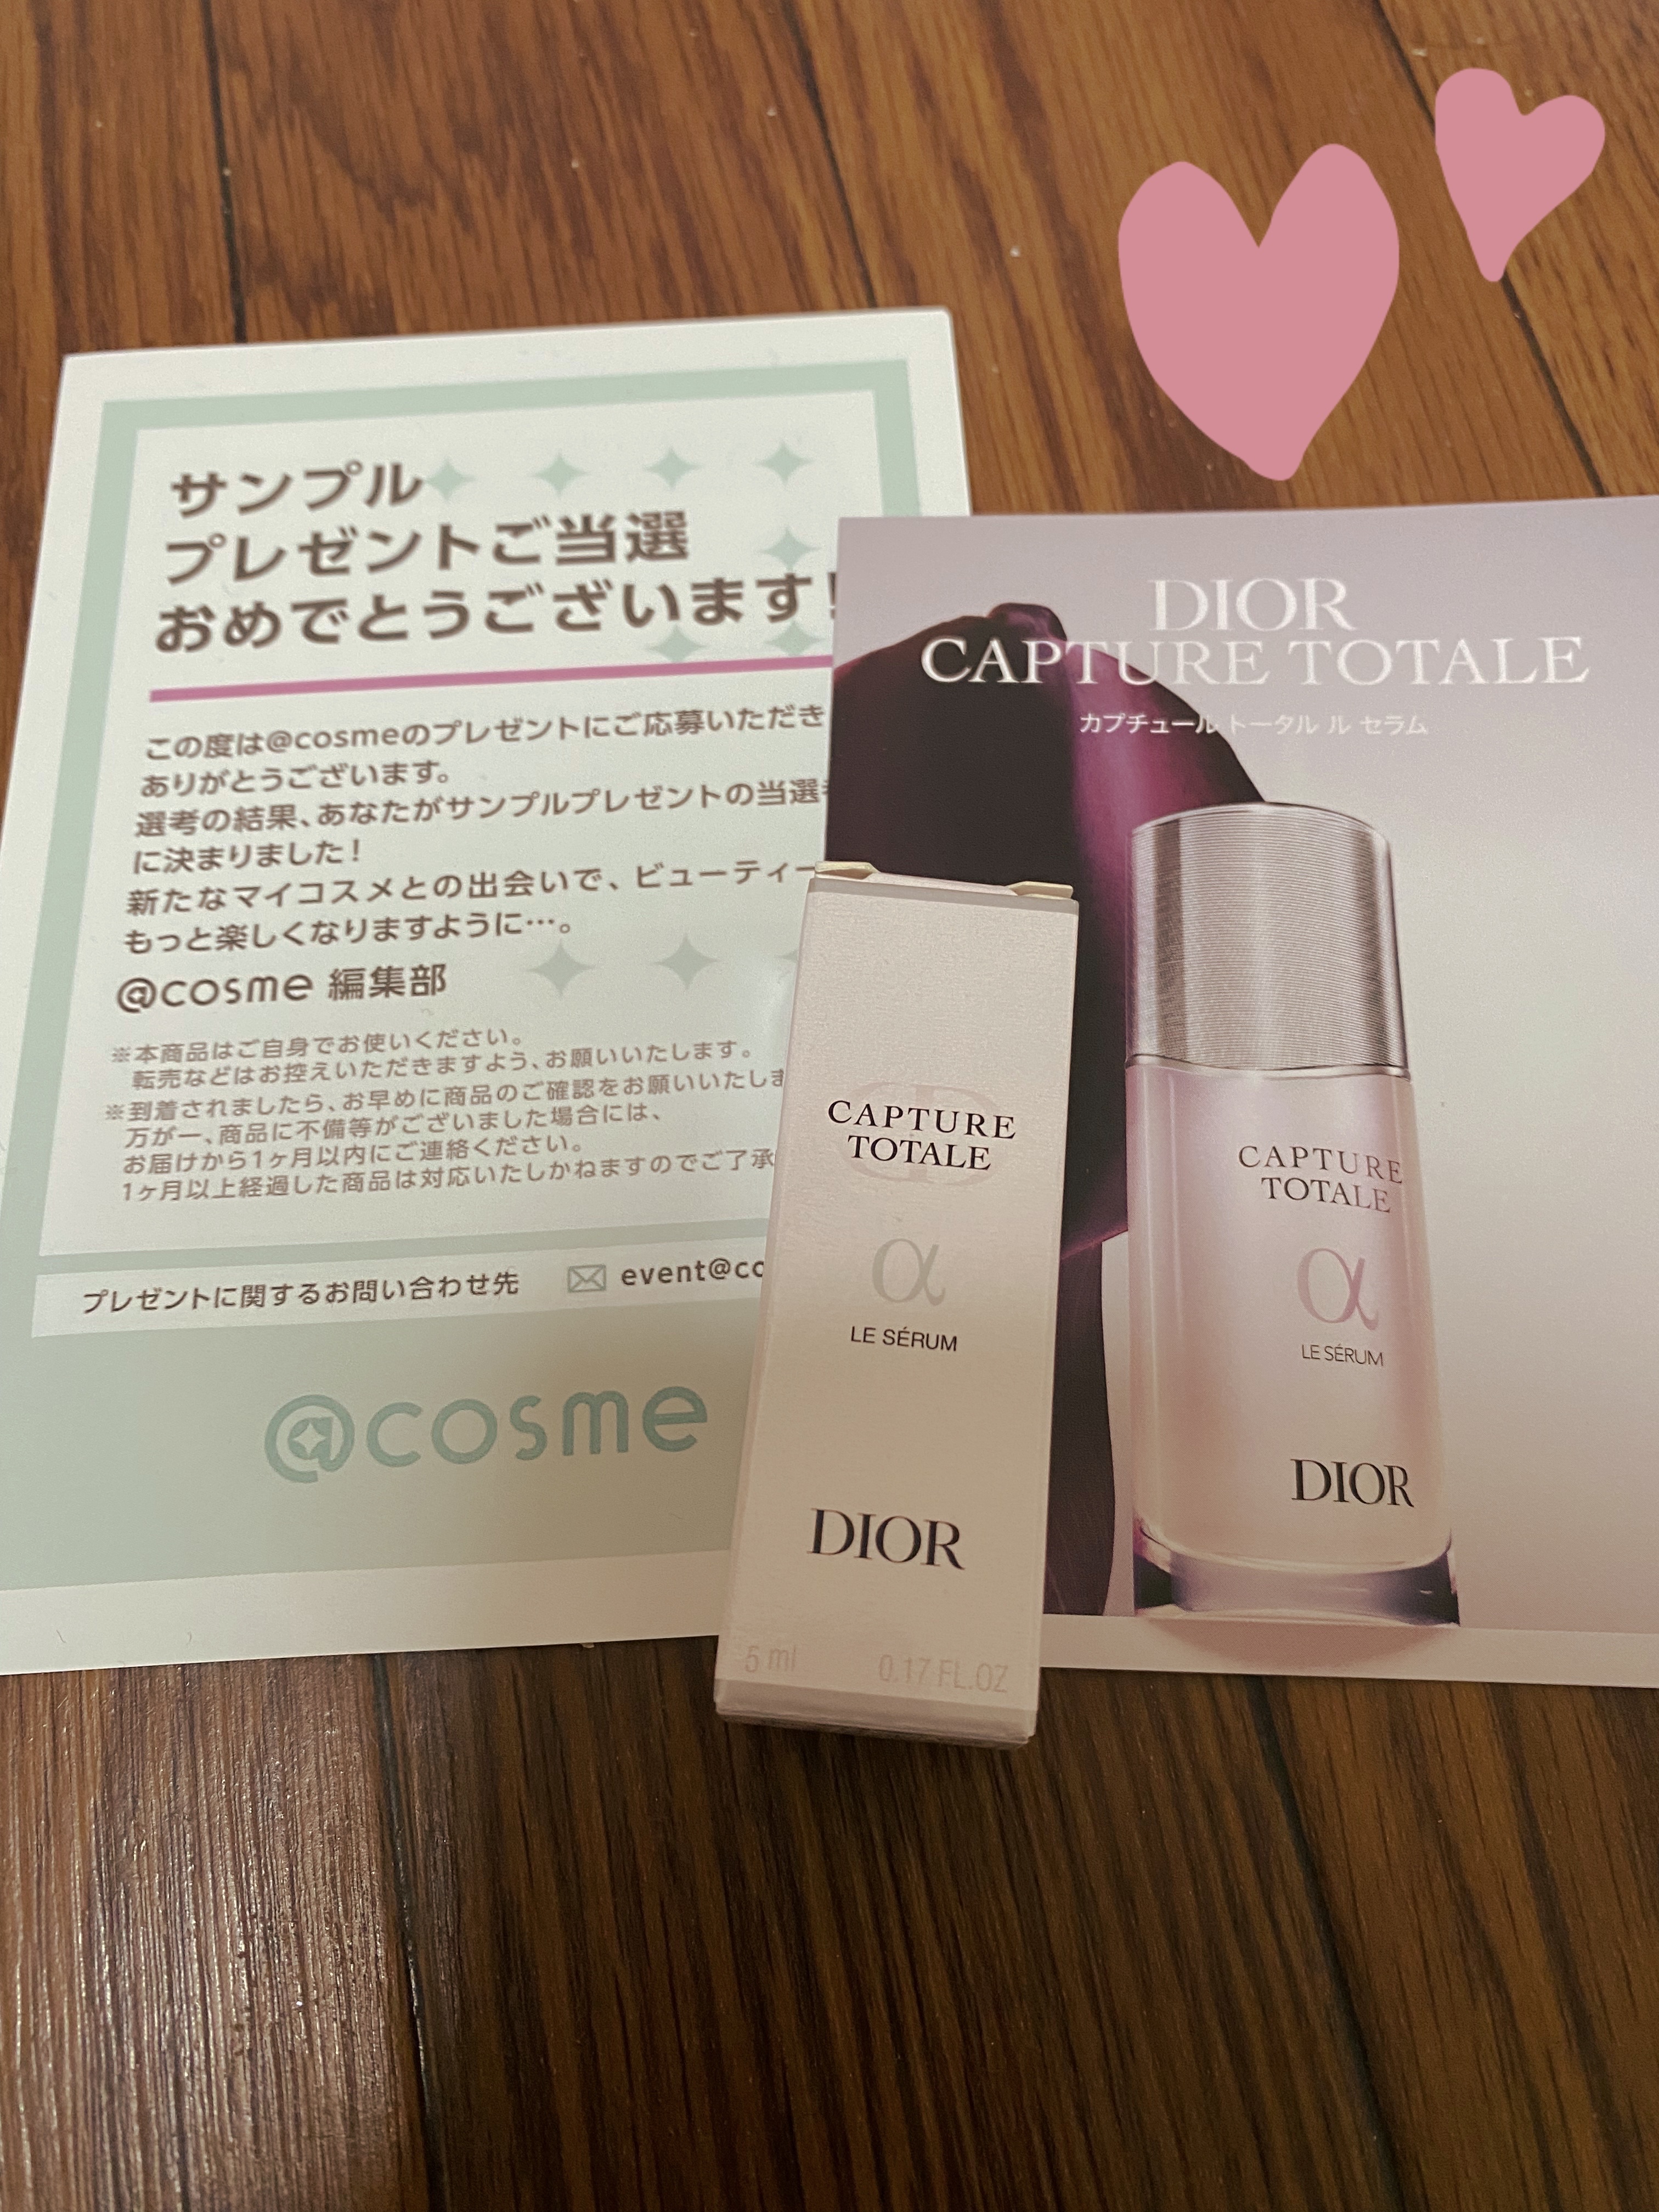 サンプル
プレゼントご当選
おめでとうございます!
この度は@cosmeのプレゼントにご応募いただき
ありがとうございます。
選考の結果、あなたがサンプルプレゼントの当選
に決まりました!
新たなマイコスメとの出会いで、ビューティー
もっと楽しくなりますように…。
@cosme 編集部
※本商品はご自身でお使いください。
転売などはお控えいただきますよう、お願いいたします。
※到着されましたら、お早めに商品のご確認をお願いいたしま
万が一、商品に不備等がございました場合には、
お届けから1ヶ月以内にご連絡ください。
1ヶ月以上経過した商品は対応いたしかねますのでご了承
プレゼントに関するお問い合わせ先 event@co
@cosme
DIOR
CAPTURE TOTALE
カプチュール トータル ル セラム
CAPTURE
TOTALE
α
LE SÉRUM
DIOR
5 ml 0.17 FL.OZ
CAPTURE
TOTALE
α
LE SÉRUM
DIOR